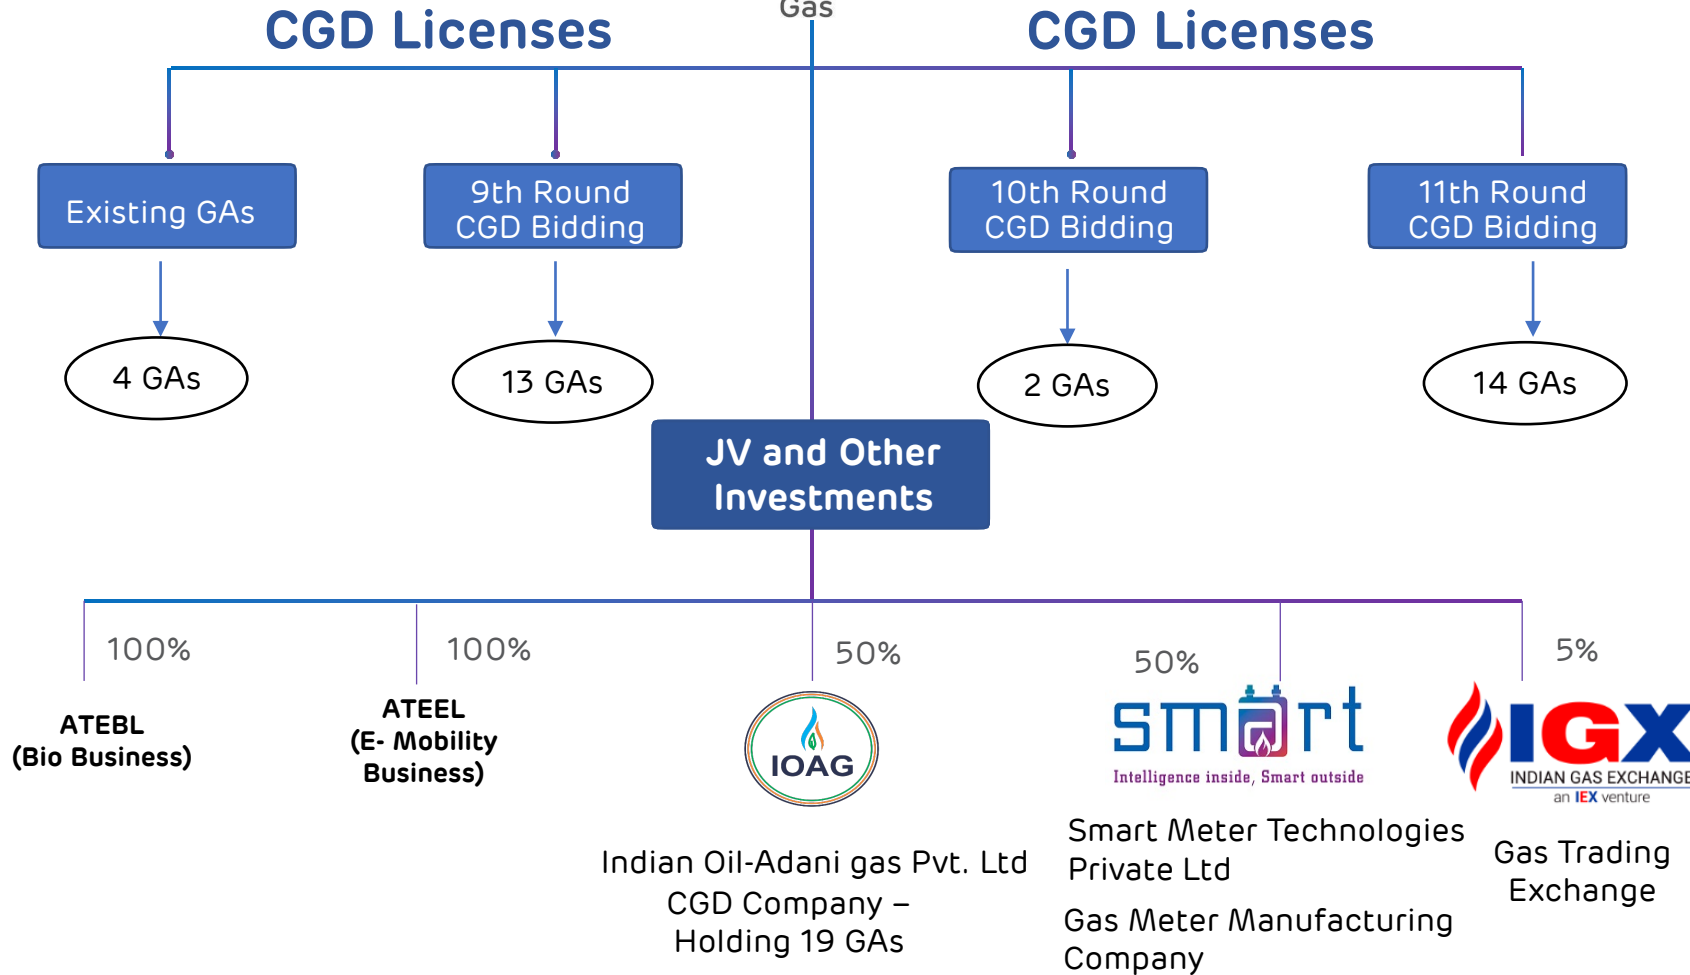 Gas
CGD Licenses
CGD Licenses
Existing GAs
9th Round
CGD Bidding
10th Round
CGD Bidding
11th Round
CGD Bidding
4 GAs
13 GAs
2 GAs
14 GAs
JV and Other
Investments
100%
100%
50%
50%
5%
ATEBL
(Bio Business)
ATEEL
(E- Mobility
Business)
IOAG
smart
Intelligence inside, Smart outside
IGX
INDIAN GAS EXCHANGE
an IEX venture
Indian Oil-Adani gas Pvt. Ltd
CGD Company –
Holding 19 GAs
Smart Meter Technologies
Private Ltd
Gas Meter Manufacturing
Company
Gas Trading
Exchange